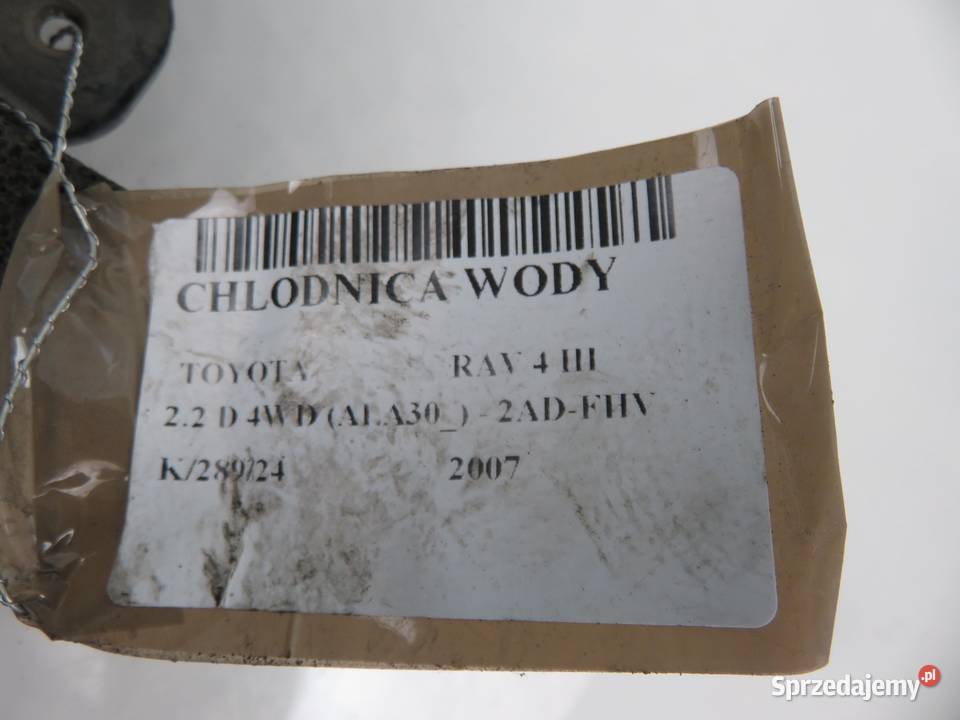 CHLODNICA WODY
TOYOTA RAV 4 III
2.2 D 4WD (ALA30_) - 2AD-FHV
K/289/24 2007
Sprzedajemy.pl